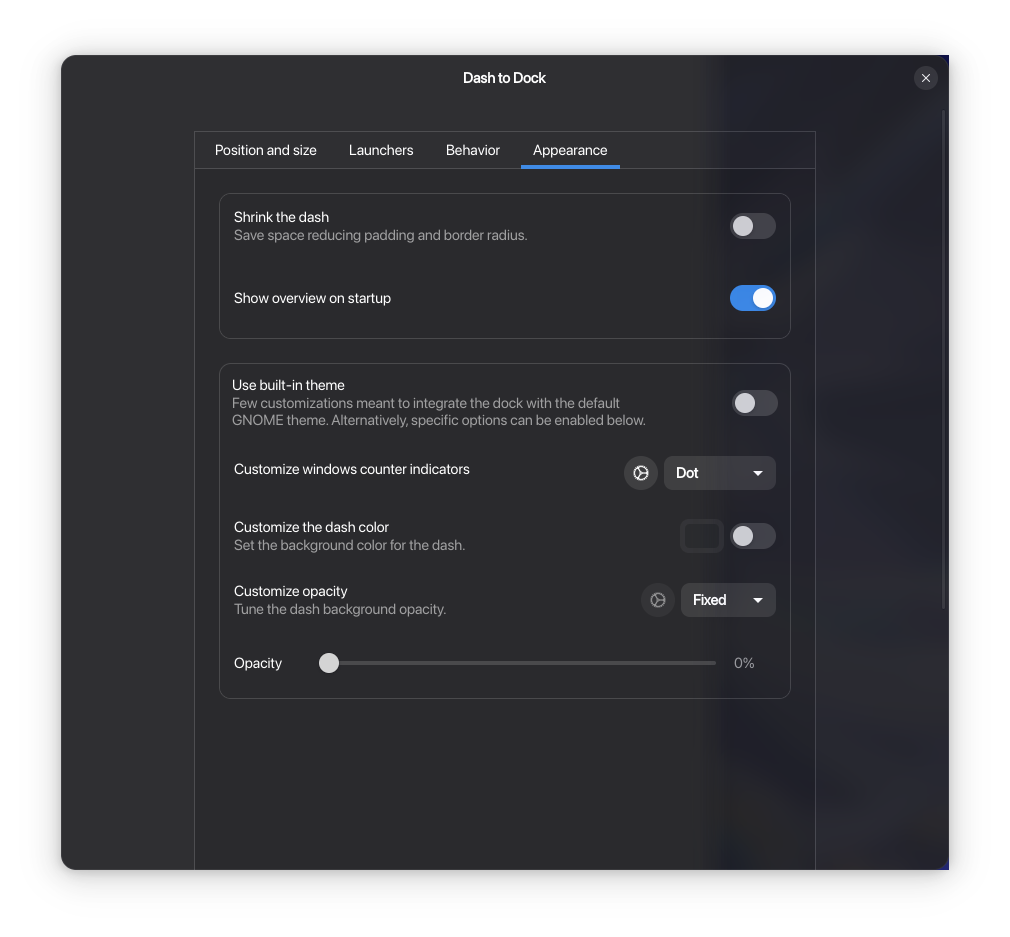 Dash to Dock
Position and size
Launchers
Behavior
Appearance
Shrink the dash
Save space reducing padding and border radius.
Show overview on startup
Use built-in theme
Few customizations meant to integrate the dock with the default
GNOME theme. Alternatively, specific options can be enabled below.
Customize windows counter indicators
Dot
Customize the dash color
Set the background color for the dash.
Customize opacity
Tune the dash background opacity.
Fixed
Opacity
0%